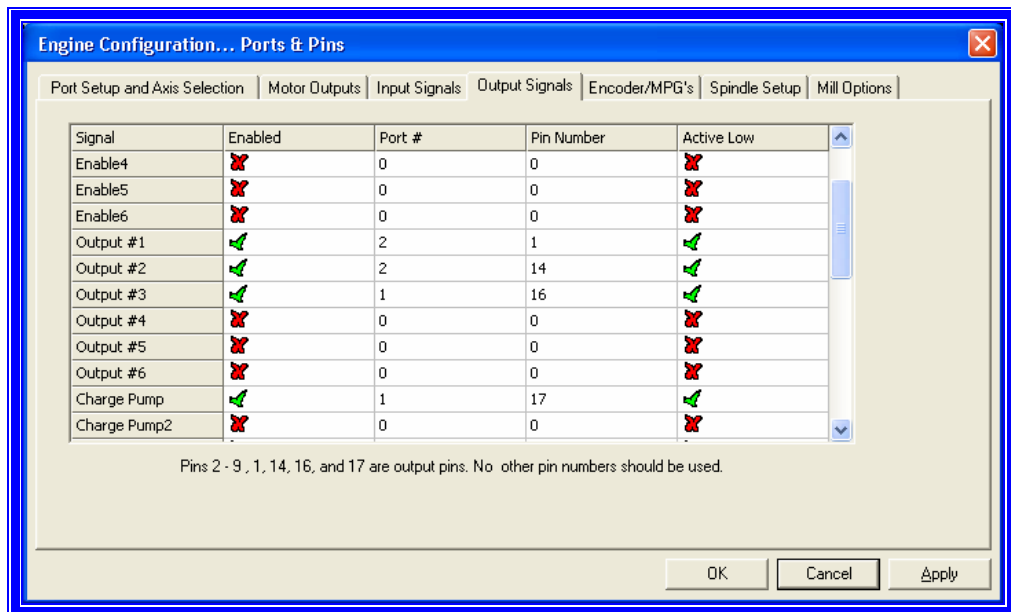 Engine Configuration... Ports & Pins
Port Setup and Axis Selection Motor Outputs Input Signals Output Signals Encoder/MPG's Spindle Setup Mill Options
Signal Enabled Port # Pin Number Active Low
Enable4 0 0
Enable5 0 0
Enable6 0 0
Output #1 2 1
Output #2 2 14
Output #3 1 16
Output #4 0 0
Output #5 0 0
Output #6 0 0
Charge Pump 1 17
Charge Pump2 0 0
Pins 2 - 9 , 1, 14, 16, and 17 are output pins. No other pin numbers should be used.
OK Cancel Apply